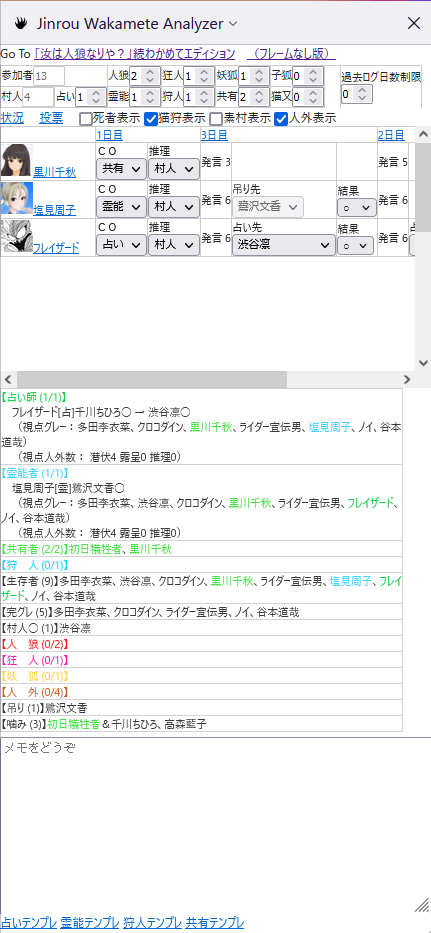 Jinrou Wakamete Analyzer
Go To 「汝は人狼なりや？」続わかめてエディション （フレームなし版）
参加者 13 人狼 2 狂人 1 妖狐 1 子狐 0 過去ログ日数制限
村人 4 占い 1 霊能 1 狩人 1 共有 2 猫又 0 0
状況 投票 死者表示 猫狩表示 素村表示 人外表示
1日目 3日目 2日目
黒川千秋 ＣＯ 共有 推理 村人 発言 3 発言 5
塩見周子 ＣＯ 霊能 推理 村人 発言 6 吊り先 鷺沢文香 結果 ○ 発言 6
フレイザード ＣＯ 占い 推理 村人 発言 6 占い先 渋谷凛 結果 ○ 発言 6
【占い師 (1/1)】
フレイザード[占]千川ちひろ○ → 渋谷凛○
（視点グレー：多田李衣菜、クロコダイン、黒川千秋、ライダー宣伝男、塩見周子、ノイ、谷本
道哉）
（視点人外数： 潜伏4 露呈0 推理0）
【霊能者 (1/1)】
塩見周子[霊]鷺沢文香○
（視点グレー：多田李衣菜、渋谷凛、クロコダイン、黒川千秋、ライダー宣伝男、フレイザード、
ノイ、谷本道哉）
（視点人外数： 潜伏4 露呈0 推理0）
【共有者 (2/2)】初日犠牲者、黒川千秋
【狩　人 (0/1)】
【生存者 (9)】多田李衣菜、渋谷凛、クロコダイン、黒川千秋、ライダー宣伝男、塩見周子、フレイ
ザード、ノイ、谷本道哉
【完グレ (5)】多田李衣菜、クロコダイン、ライダー宣伝男、ノイ、谷本道哉
【村人○ (1)】渋谷凛
【人　狼 (0/2)】
【狂　人 (0/1)】
【妖　狐 (0/1)】
【人　外 (0/4)】
【吊り (1)】鷺沢文香
【噛み (3)】初日犠牲者＆千川ちひろ、高森藍子
メモをどうぞ
占いテンプレ 霊能テンプレ 狩人テンプレ 共有テンプレ